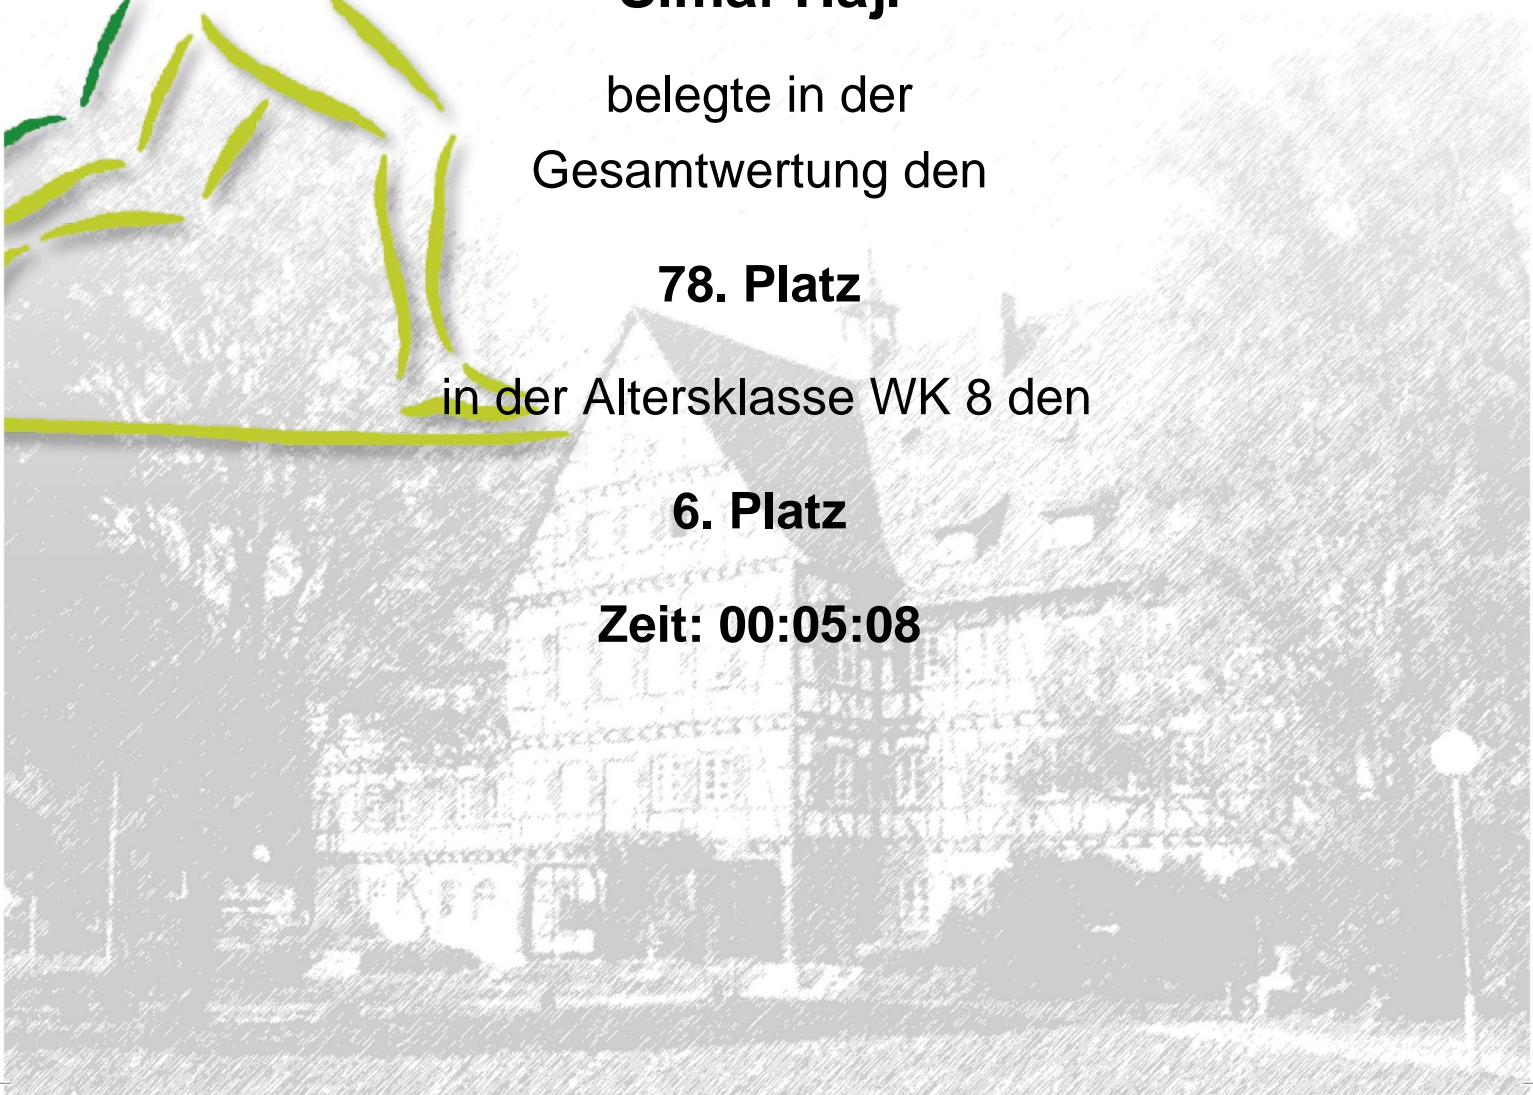 belegte in der
Gesamtwertung den
78. Platz
in der Altersklasse WK 8 den
6. Platz
Zeit: 00:05:08